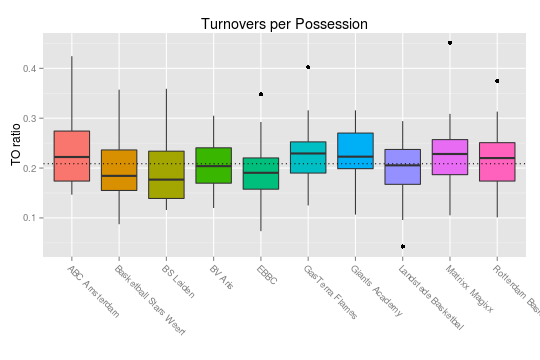 Turnovers per Possession
TO ratio
0.4
0.3
0.2
0.1
ABC Amsterdam
Basketball Stars Weert
BS Leiden
BV Aris
EBBC
GasTerra Flames
Giants Academy
Landstede Basketbal
Matrixx Magixx
Rotterdam Bas